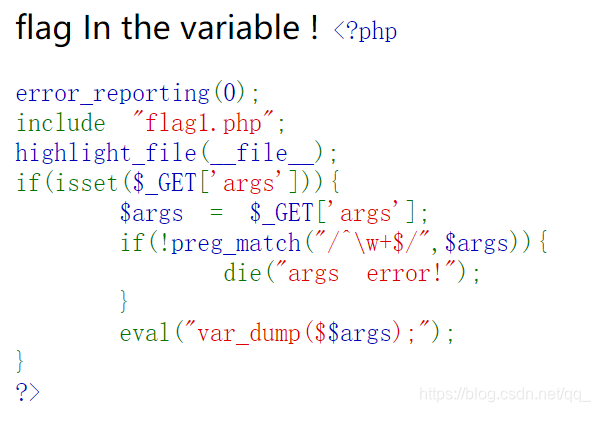 flag In the variable ! <?php
error_reporting(0);
include "flag1.php";
highlight_file(__file__);
if(isset($_GET['args'])){
$args = $_GET['args'];
if(!preg_match("/^\w+$/",$args)){
die("args error!");
}
eval("var_dump($$args);");
}
?>
https://blog.csdn.net/qq_